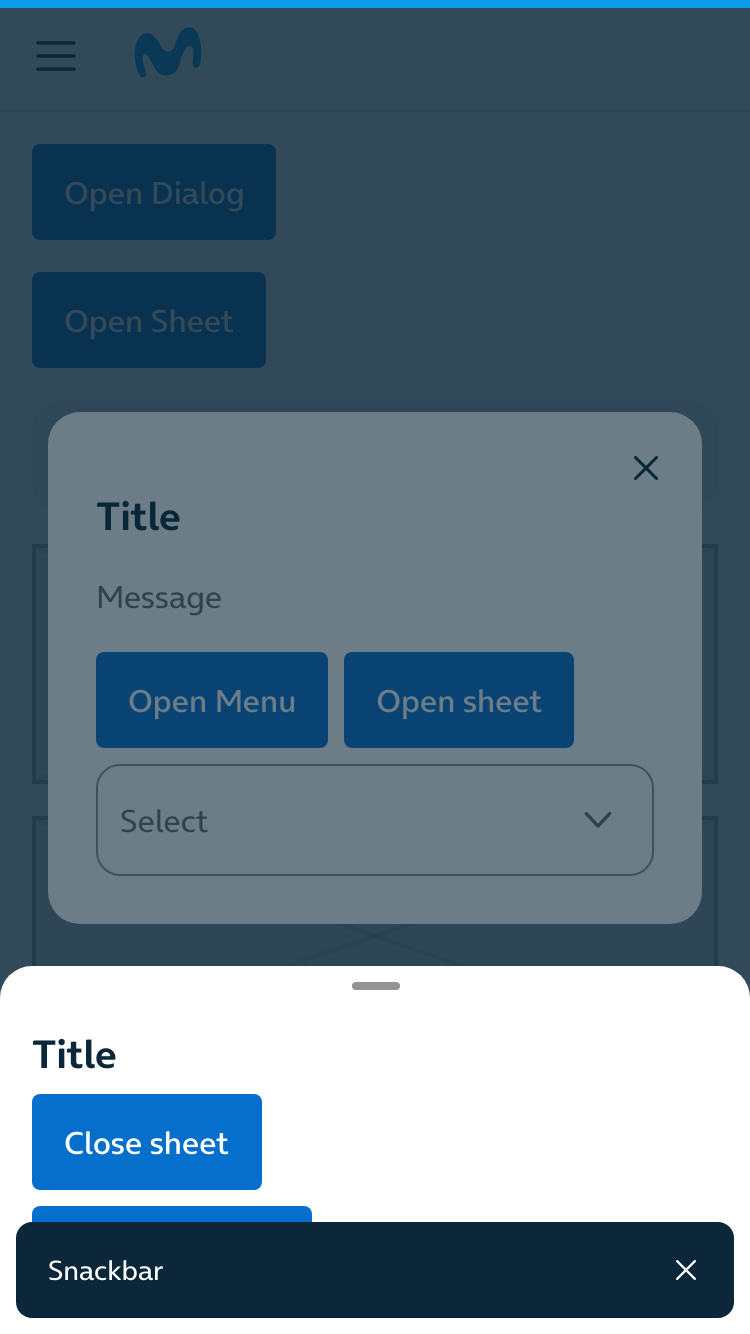 Open Dialog
Open Sheet
Title
Message
Open Menu
Open sheet
Select
Title
Close sheet
Snackbar